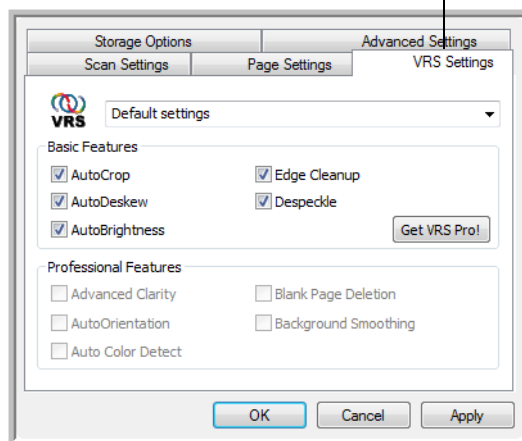 Storage Options Advanced Settings
Scan Settings Page Settings VRS Settings
VRS Default settings
Basic Features
AutoCrop Edge Cleanup
AutoDeskew Despeckle
AutoBrightness Get VRS Pro!
Professional Features
Advanced Clarity Blank Page Deletion
AutoOrientation Background Smoothing
Auto Color Detect
OK Cancel Apply